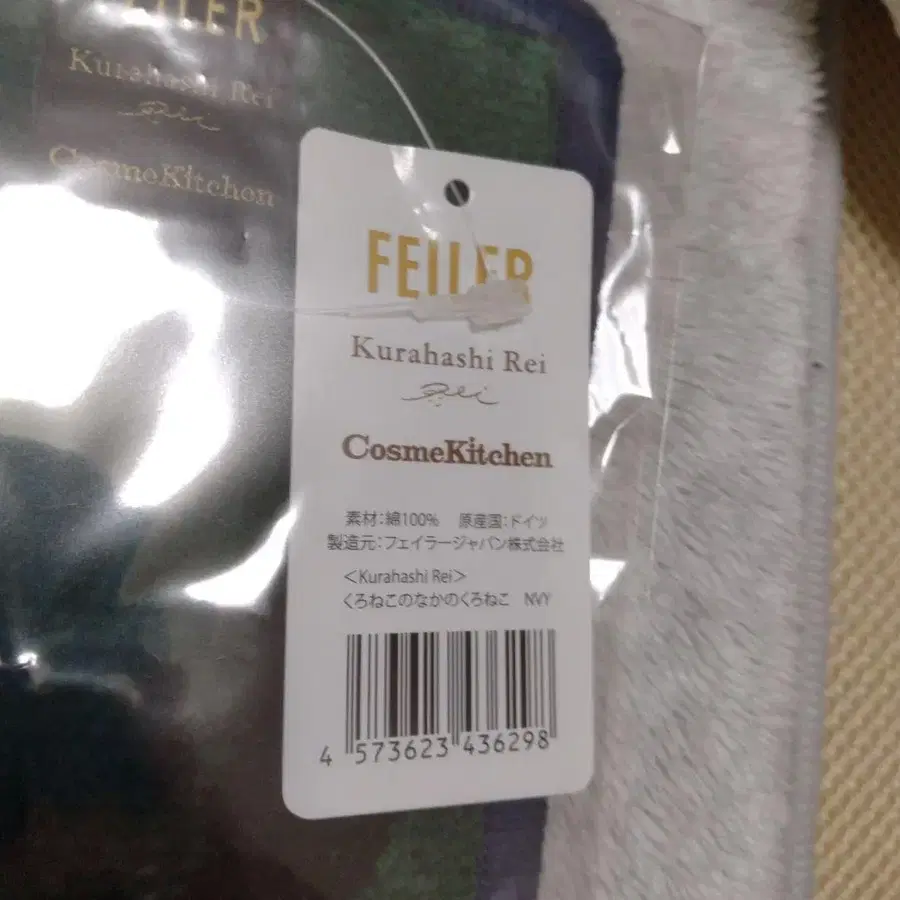 FEILER
Kurahashi Rei
Rei
CosmeKitchen
FEILER
Kurahashi Rei
Rei
CosmeKitchen
素材：綿100%　原産国：ドイツ
製造元：フェイラージャパン株式会社
＜Kurahashi Rei＞
くろねこのなかのくろねこ　NVY
4 573623 436298